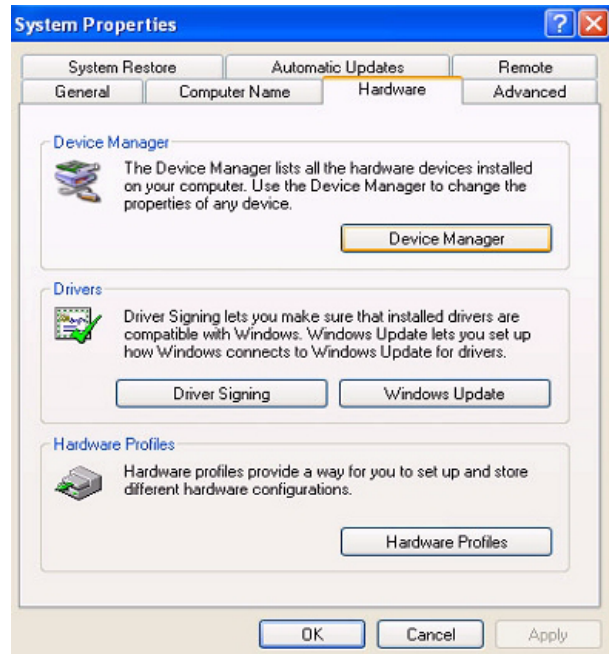 System Properties
System Restore Automatic Updates Remote
General Computer Name Hardware Advanced
Device Manager
The Device Manager lists all the hardware devices installed
on your computer. Use the Device Manager to change the
properties of any device.
Device Manager
Drivers
Driver Signing lets you make sure that installed drivers are
compatible with Windows. Windows Update lets you set up
how Windows connects to Windows Update for drivers.
Driver Signing Windows Update
Hardware Profiles
Hardware profiles provide a way for you to set up and store
different hardware configurations.
Hardware Profiles
OK Cancel Apply